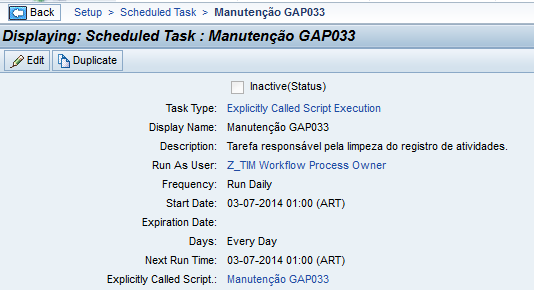 Back Setup > Scheduled Task > Manutenção GAP033
Displaying: Scheduled Task : Manutenção GAP033
Edit Duplicate
Inactive(Status)
Task Type: Explicitly Called Script Execution
Display Name: Manutenção GAP033
Description: Tarefa responsável pela limpeza do registro de atividades.
Run As User: Z_TIM Workflow Process Owner
Frequency: Run Daily
Start Date: 03-07-2014 01:00 (ART)
Expiration Date:
Days: Every Day
Next Run Time: 03-07-2014 01:00 (ART)
Explicitly Called Script.: Manutenção GAP033